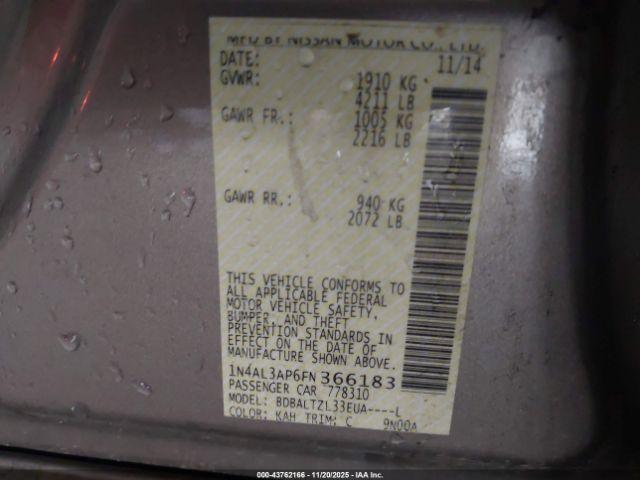 MFD BY NISSAN MOTOR CO., LTD.
DATE: 11/14
GVWR: 1910 KG
4211 LB
GAWR FR.: 1005 KG
2216 LB
GAWR RR.: 940 KG
2072 LB
THIS VEHICLE CONFORMS TO
ALL APPLICABLE FEDERAL
MOTOR VEHICLE SAFETY,
BUMPER, AND THEFT
PREVENTION STANDARDS IN
EFFECT ON THE DATE OF
MANUFACTURE SHOWN ABOVE.
1N4AL3AP6FN366183
PASSENGER CAR 778310
MODEL: BDBALTZL33EUA----L
COLOR: KAH TRIM: C 9N00A
000-43762166 - 11/20/2025 - IAA Inc.